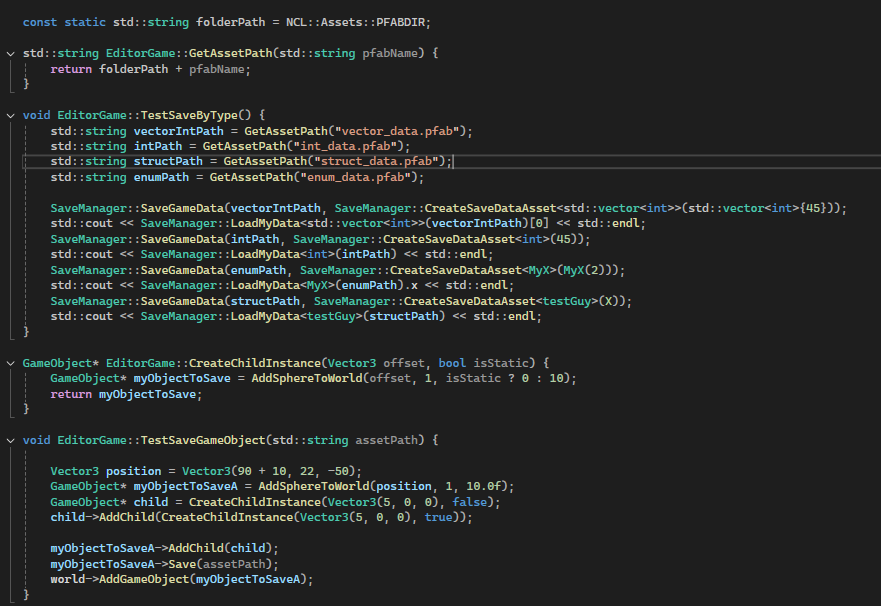 const static std::string folderPath = NCL::Assets::PFABDIR;
std::string EditorGame::GetAssetPath(std::string pfabName) {
return folderPath + pfabName;
}
void EditorGame::TestSaveByType() {
std::string vectorIntPath = GetAssetPath("vector_data.pfab");
std::string intPath = GetAssetPath("int_data.pfab");
std::string structPath = GetAssetPath("struct_data.pfab");
std::string enumPath = GetAssetPath("enum_data.pfab");
SaveManager::SaveGameData(vectorIntPath, SaveManager::CreateSaveDataAsset<std::vector<int>>(std::vector<int>{45}));
std::cout << SaveManager::LoadMyData<std::vector<int>>(vectorIntPath)[0] << std::endl;
SaveManager::SaveGameData(intPath, SaveManager::CreateSaveDataAsset<int>(45));
std::cout << SaveManager::LoadMyData<int>(intPath) << std::endl;
SaveManager::SaveGameData(enumPath, SaveManager::CreateSaveDataAsset<MyX>(MyX(2)));
std::cout << SaveManager::LoadMyData<MyX>(enumPath).x << std::endl;
SaveManager::SaveGameData(structPath, SaveManager::CreateSaveDataAsset<testGuy>(X));
std::cout << SaveManager::LoadMyData<testGuy>(structPath) << std::endl;
}
GameObject* EditorGame::CreateChildInstance(Vector3 offset, bool isStatic) {
GameObject* myObjectToSave = AddSphereToWorld(offset, 1, isStatic ? 0 : 10);
return myObjectToSave;
}
void EditorGame::TestSaveGameObject(std::string assetPath) {
Vector3 position = Vector3(90 + 10, 22, -50);
GameObject* myObjectToSaveA = AddSphereToWorld(position, 1, 10.0f);
GameObject* child = CreateChildInstance(Vector3(5, 0, 0), false);
child->AddChild(CreateChildInstance(Vector3(5, 0, 0), true));
myObjectToSaveA->AddChild(child);
myObjectToSaveA->Save(assetPath);
world->AddGameObject(myObjectToSaveA);
}